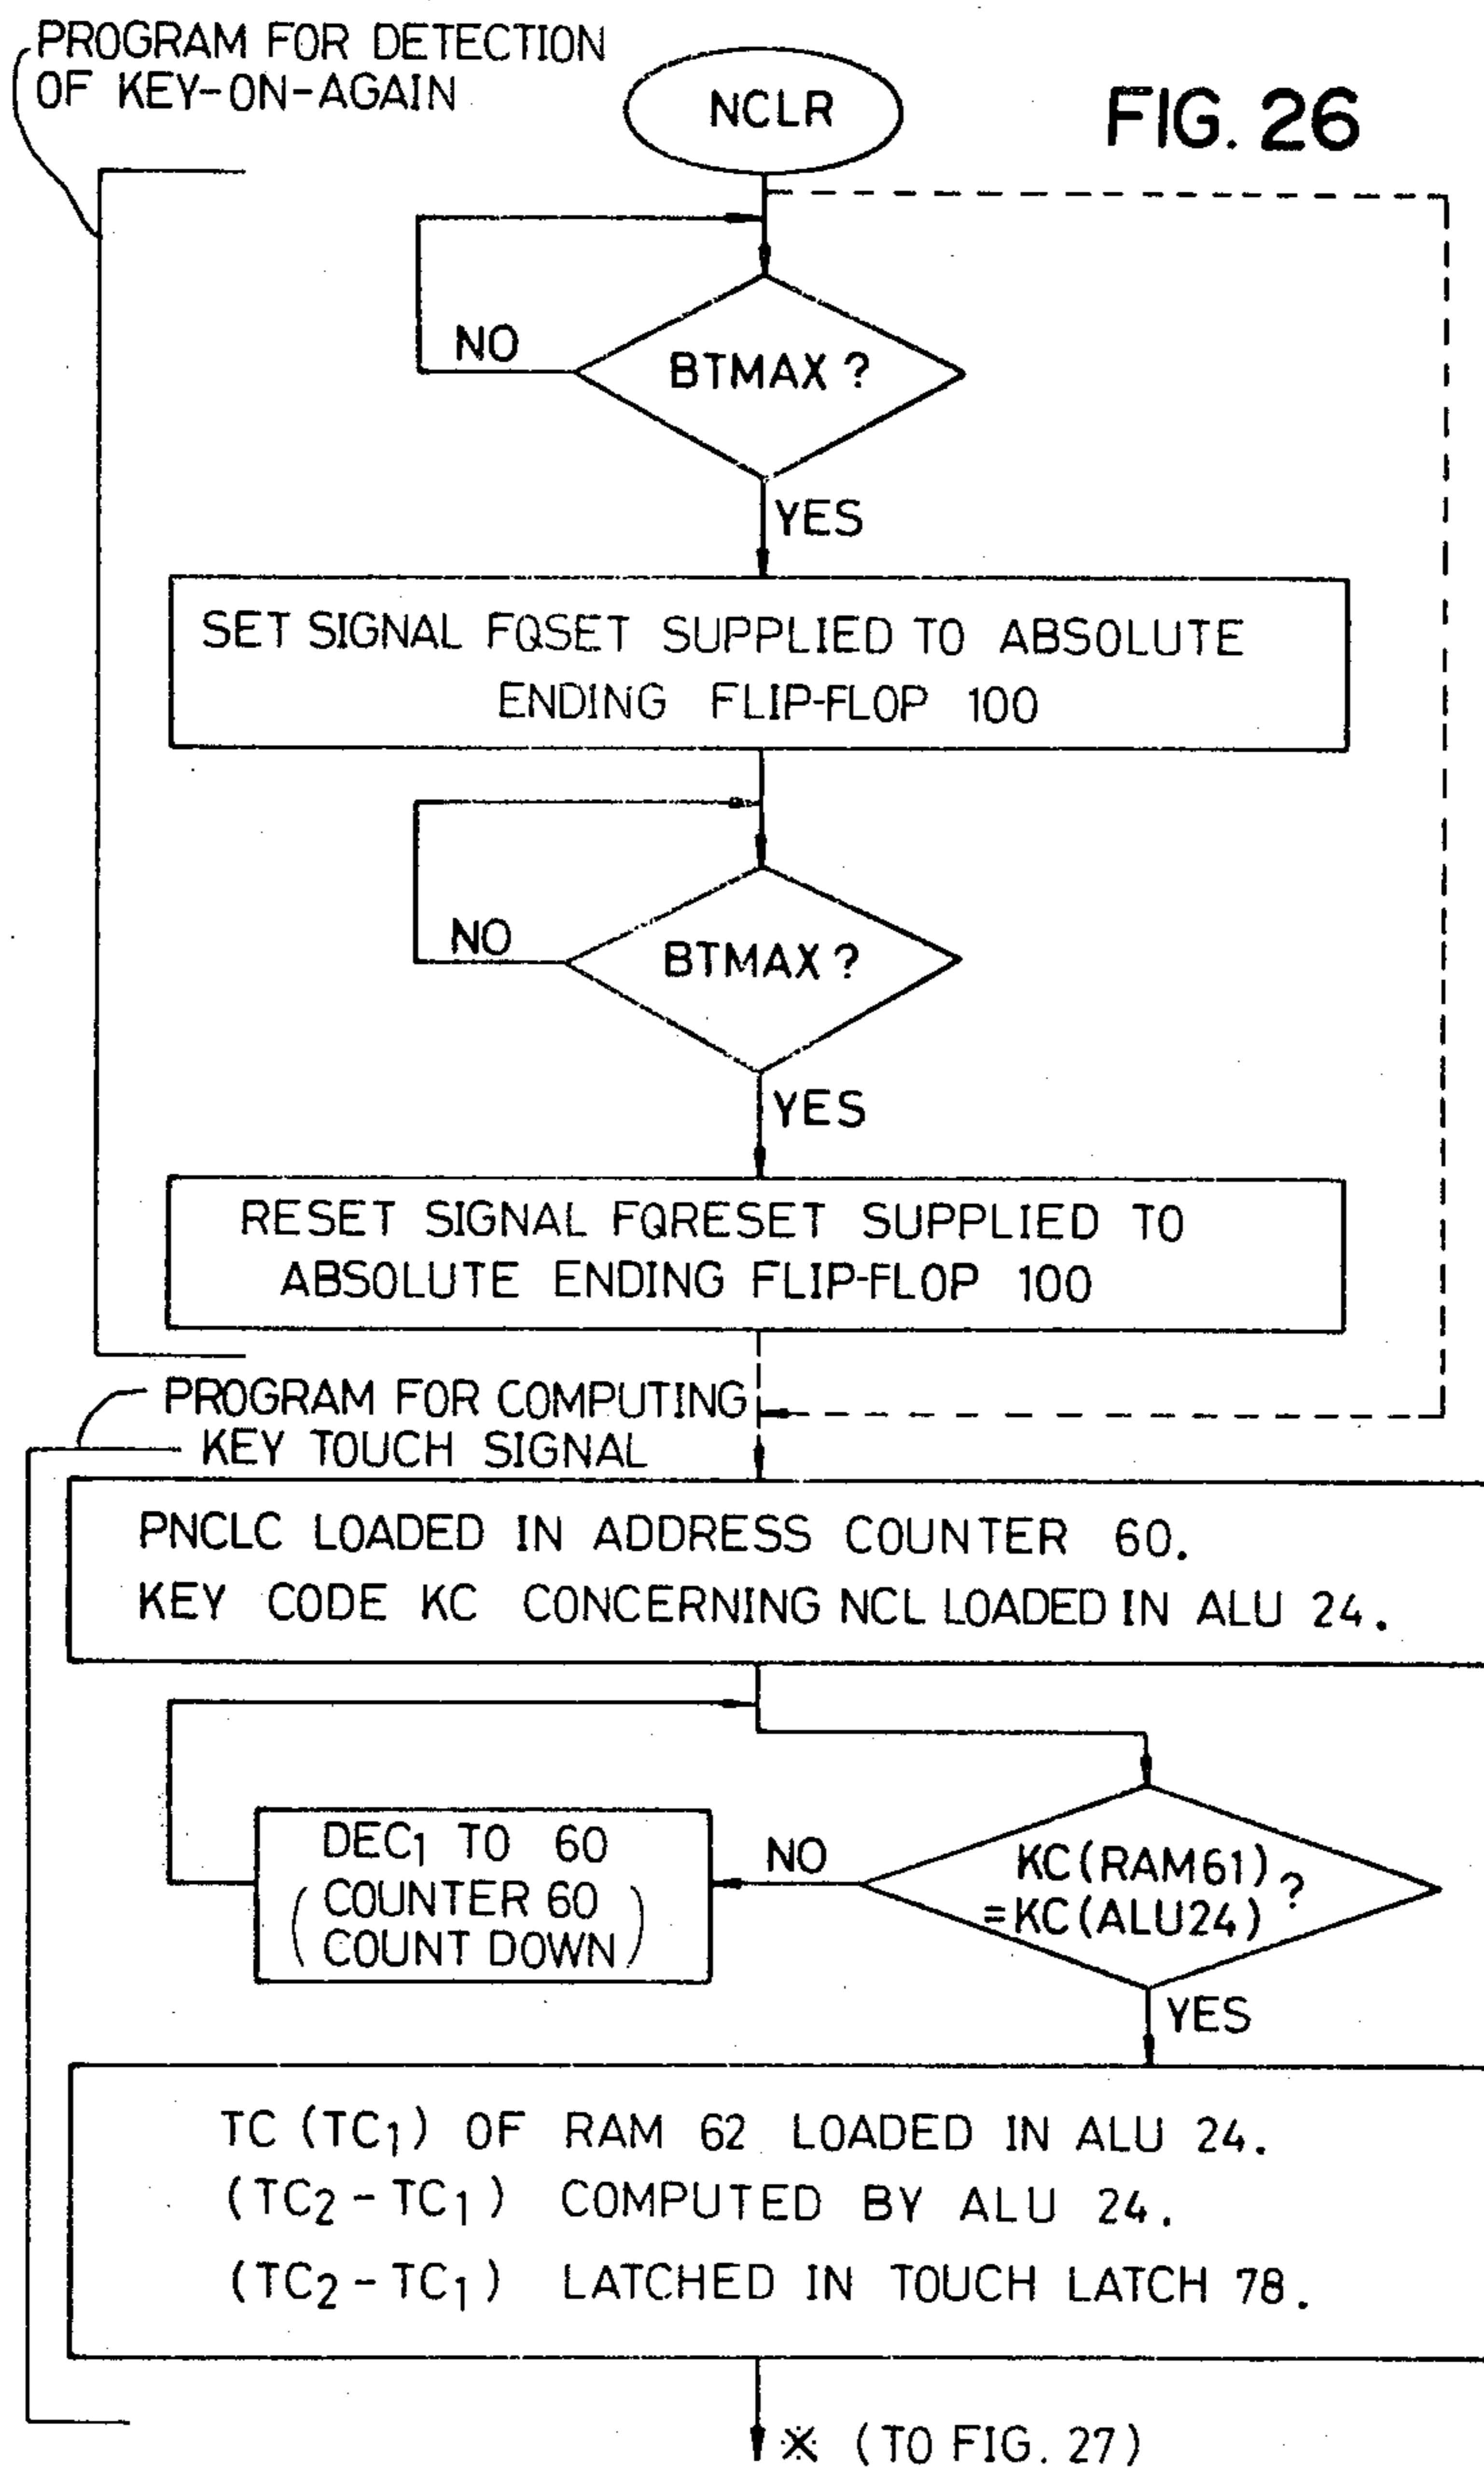 PROGRAM FOR DETECTION
OF KEY-ON-AGAIN
NCLR
FIG. 26
NO
BTMAX ?
YES
SET SIGNAL FQSET SUPPLIED TO ABSOLUTE
ENDING FLIP-FLOP 100
NO
BTMAX ?
YES
RESET SIGNAL FQRESET SUPPLIED TO
ABSOLUTE ENDING FLIP-FLOP 100
PROGRAM FOR COMPUTING
KEY TOUCH SIGNAL
PNCLC LOADED IN ADDRESS COUNTER 60.
KEY CODE KC CONCERNING NCL LOADED IN ALU 24.
DEC₁ TO 60
(COUNTER 60
COUNT DOWN)
NO
KC(RAM61)
=KC(ALU24) ?
YES
TC (TC₁) OF RAM 62 LOADED IN ALU 24.
(TC₂ - TC₁) COMPUTED BY ALU 24.
(TC₂ - TC₁) LATCHED IN TOUCH LATCH 78.
※ (TO FIG. 27)